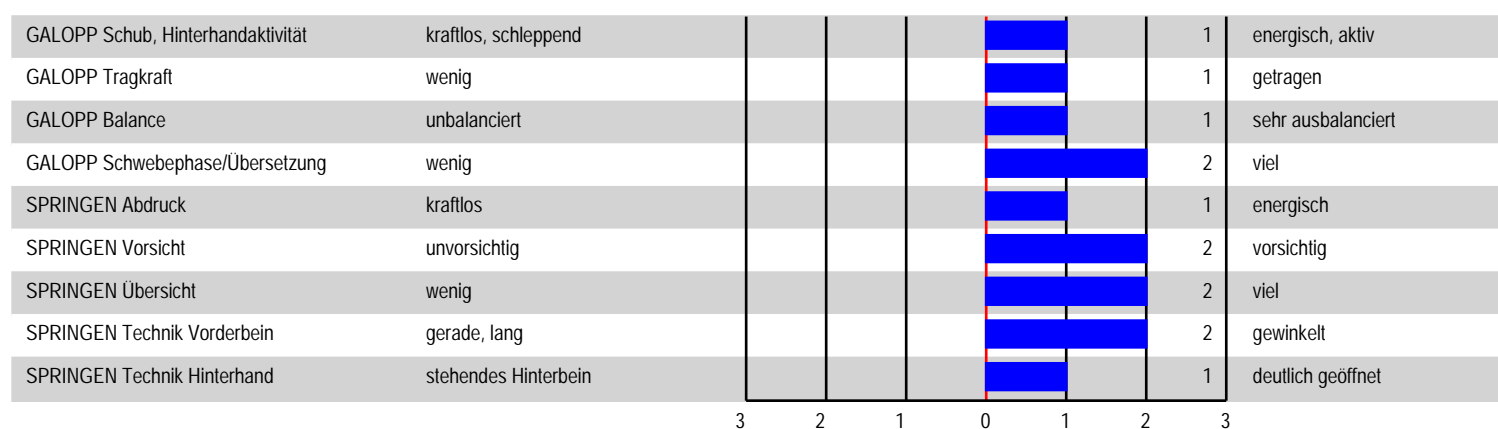 GALOPP Schub, Hinterhandaktivität kraftlos, schleppend 1 energisch, aktiv
GALOPP Tragkraft wenig 1 getragen
GALOPP Balance unbalanciert 1 sehr ausbalanciert
GALOPP Schwebephase/Übersetzung wenig 2 viel
SPRINGEN Abdruck kraftlos 1 energisch
SPRINGEN Vorsicht unvorsichtig 2 vorsichtig
SPRINGEN Übersicht wenig 2 viel
SPRINGEN Technik Vorderbein gerade, lang 2 gewinkelt
SPRINGEN Technik Hinterhand stehendes Hinterbein 1 deutlich geöffnet
3 2 1 0 1 2 3